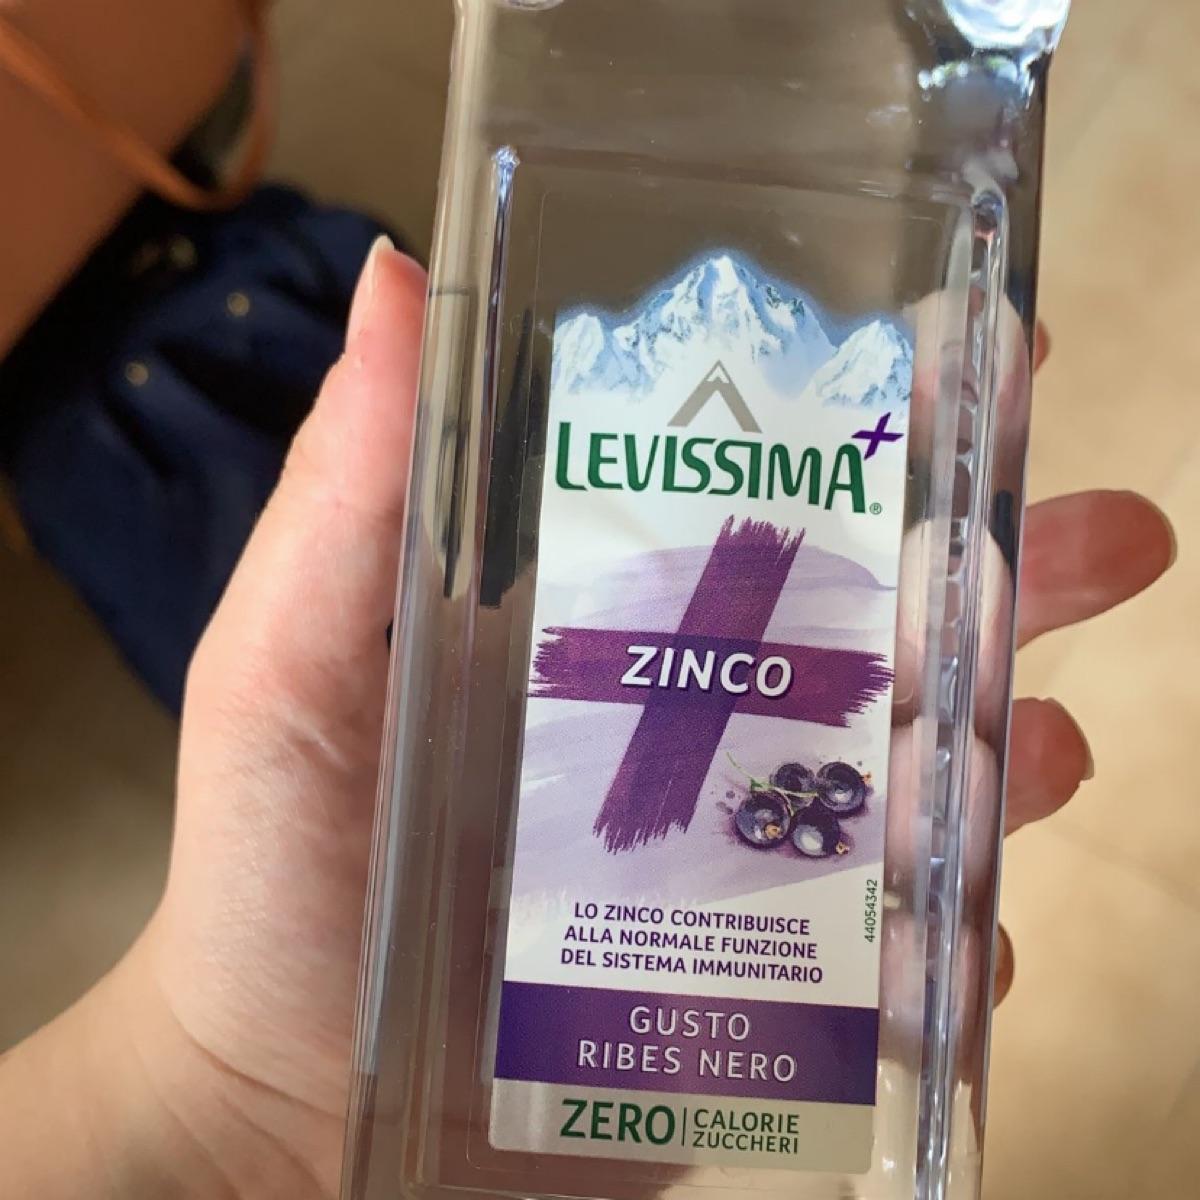 LEVISSIMA+®
ZINCO
LO ZINCO CONTRIBUISCE
ALLA NORMALE FUNZIONE
DEL SISTEMA IMMUNITARIO
44054342
GUSTO
RIBES NERO
ZERO CALORIE
ZUCCHERI